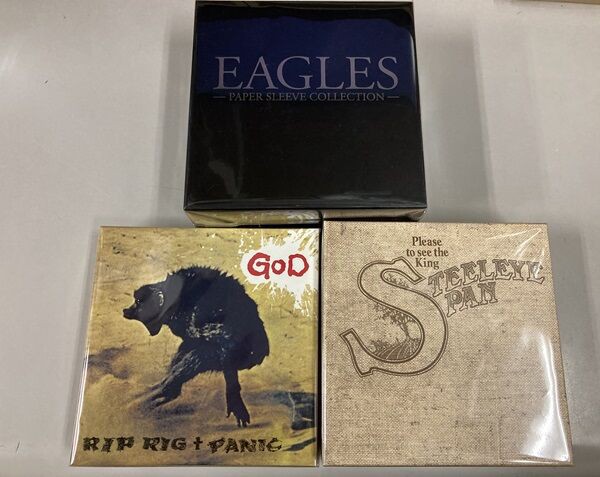 EAGLES
— PAPER SLEEVE COLLECTION —
GOD
RIP RIG + PANIC
Please
to see the
King
STEELEYE
SPAN